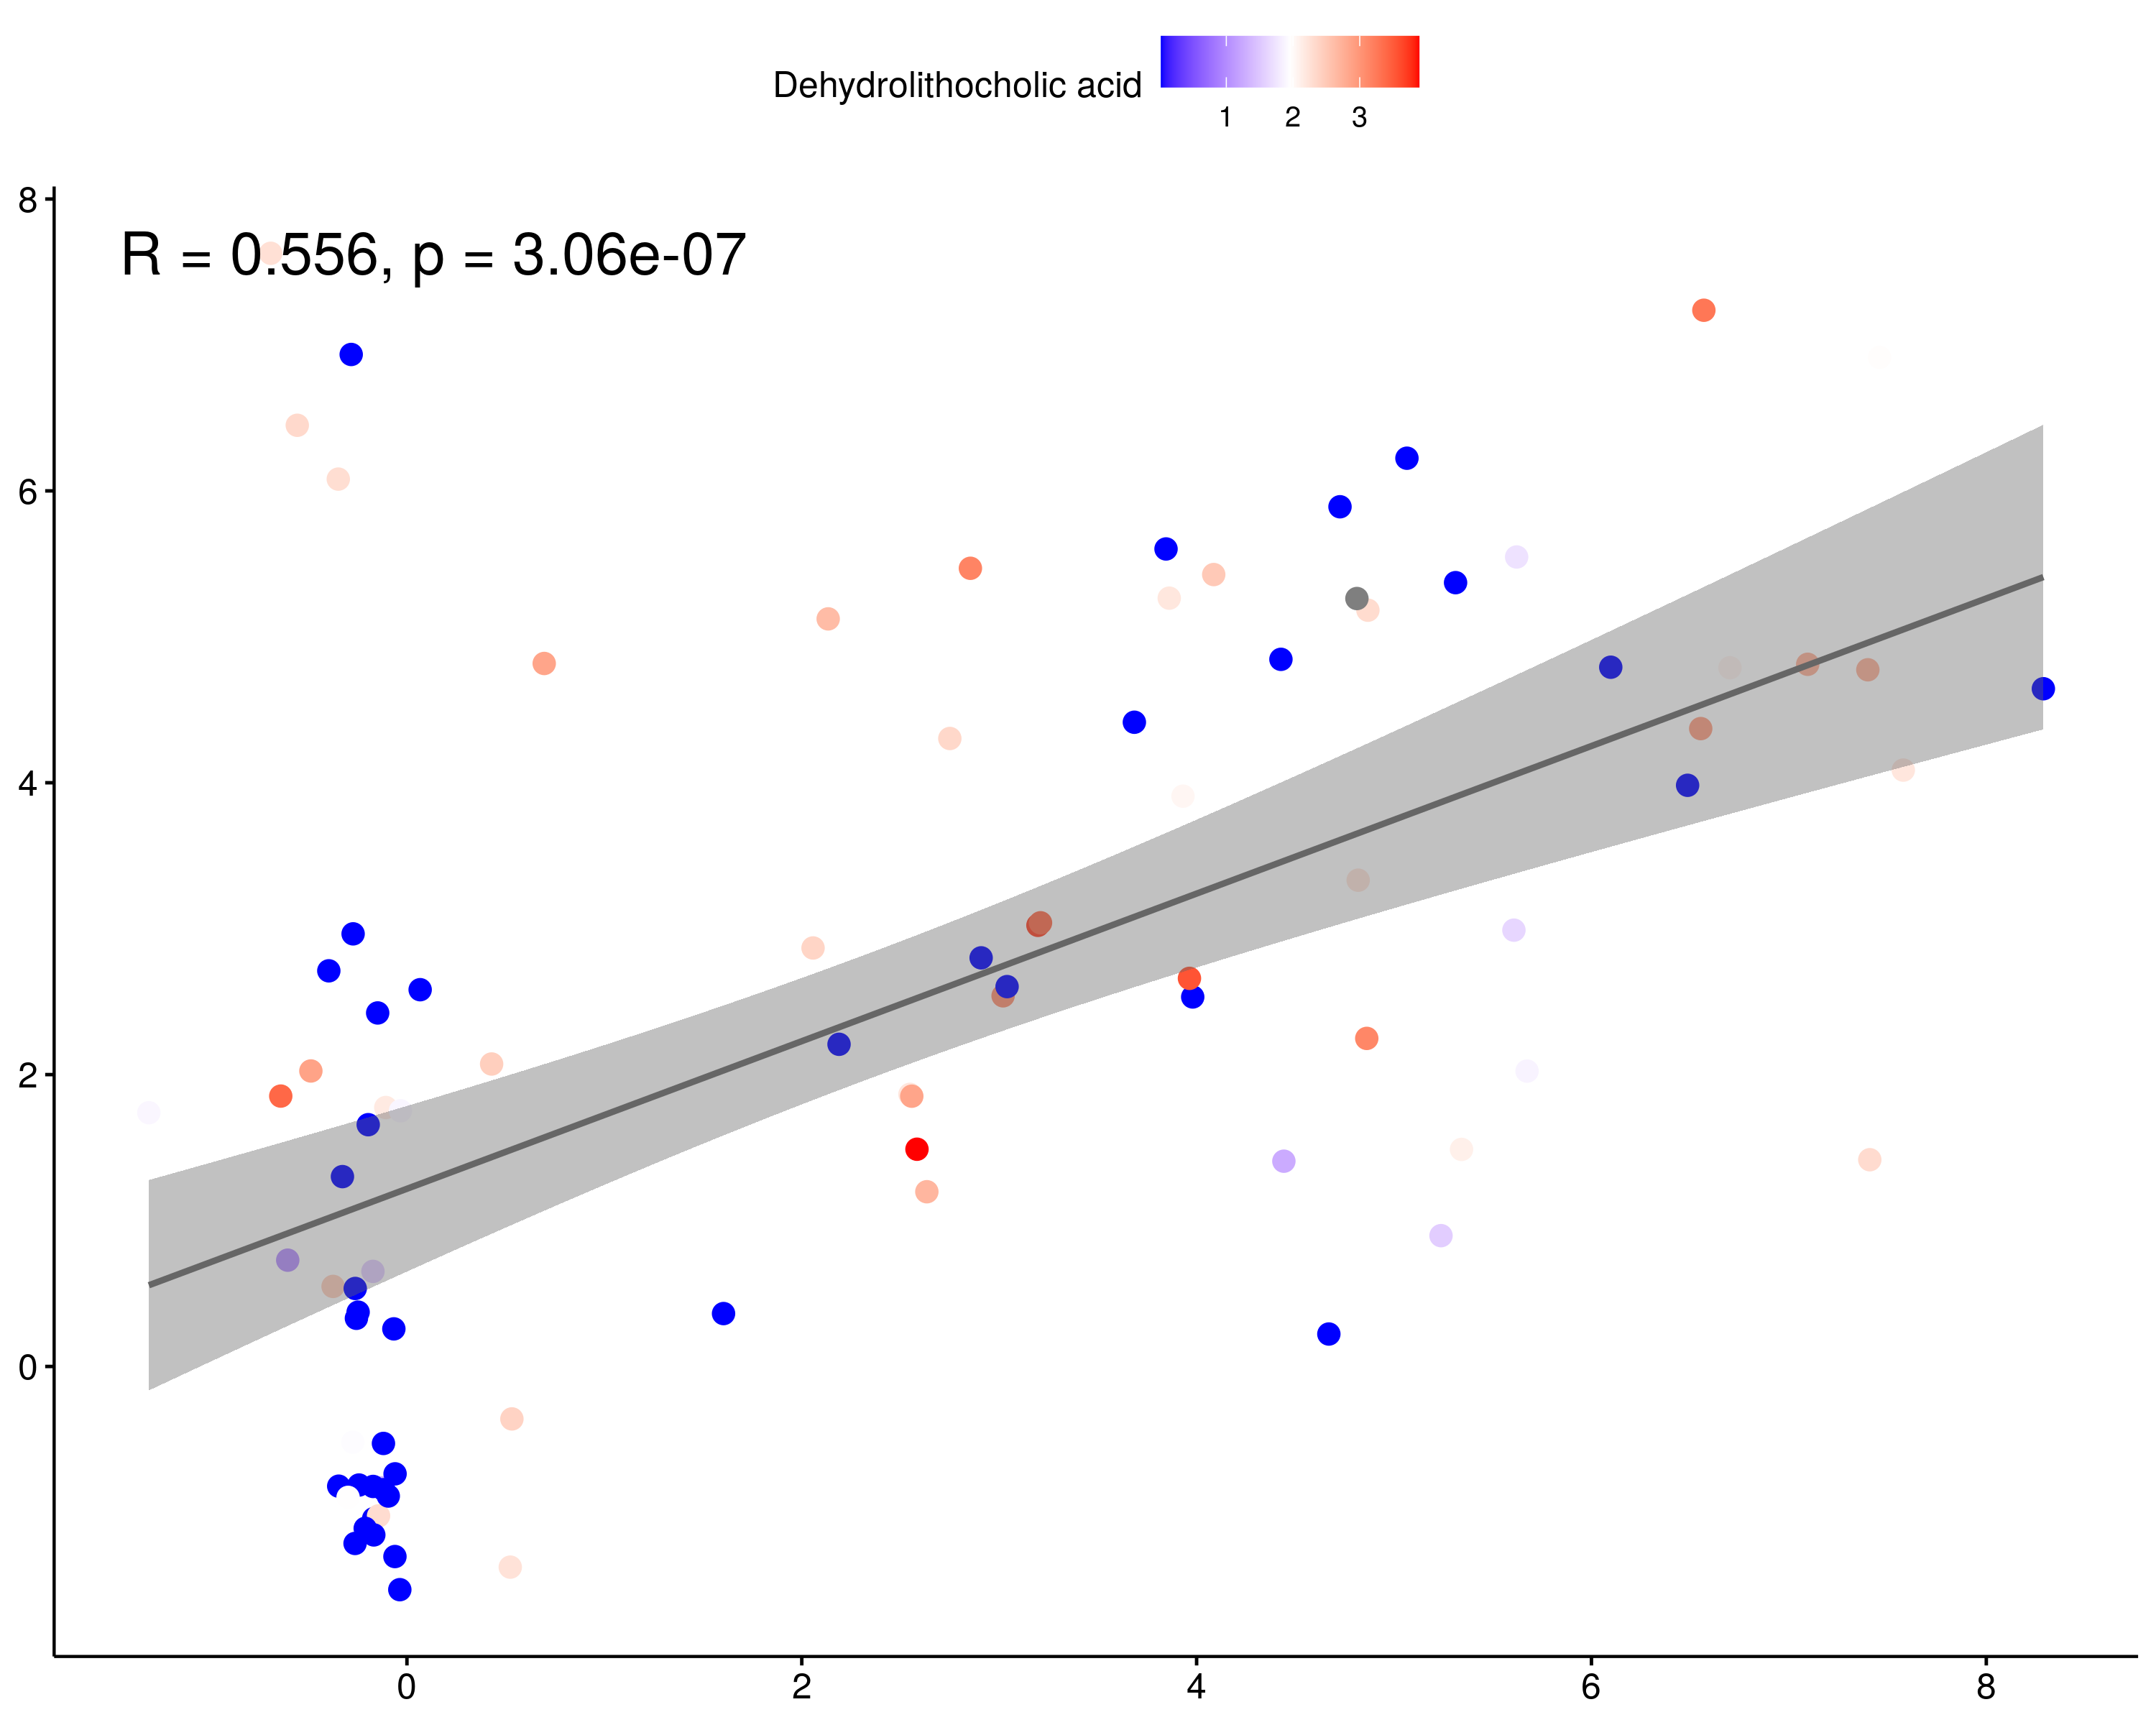 Dehydrolithocholic acid
1 2 3
R = 0.556, p = 3.06e-07
8
6
4
2
0
0 2 4 6 8